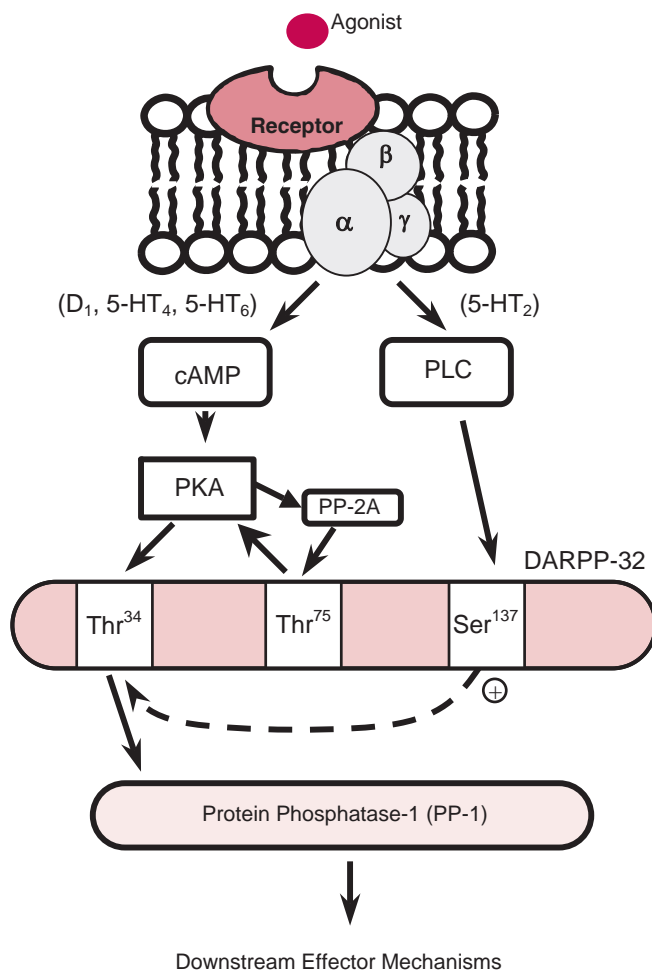 Agonist
Receptor
β
α
γ
(D₁, 5-HT₄, 5-HT₆)
(5-HT₂)
cAMP
PLC
PKA
PP-2A
DARPP-32
Thr³⁴
Thr⁷⁵
Ser¹³⁷
+
Protein Phosphatase-1 (PP-1)
Downstream Effector Mechanisms